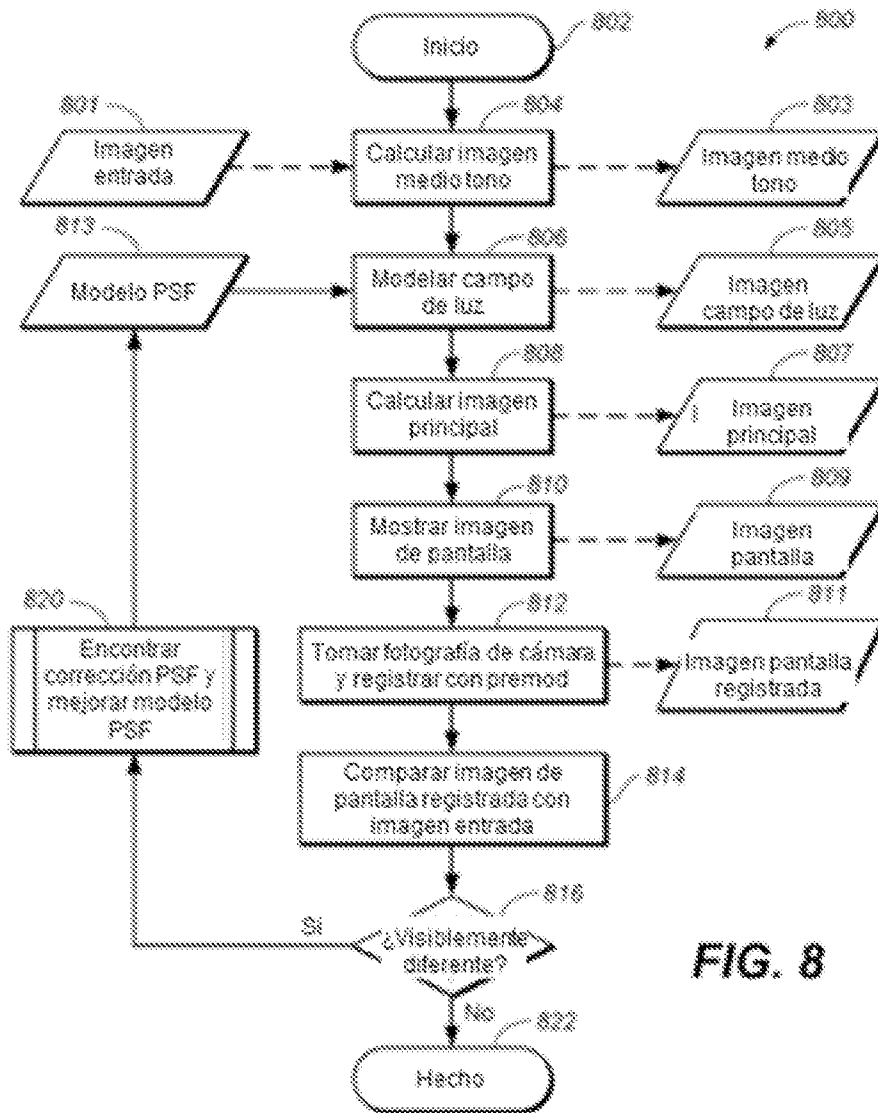 802
800
Inicio
801
804
803
Imagen
entrada
Calcular imagen
medio tono
Imagen medio
tono
813
806
805
Modelo PSF
Modelar campo
de luz
Imagen
campo de luz
808
807
Calcular imagen
principal
Imagen
principal
810
809
Mostrar imagen
de pantalla
Imagen
pantalla
820
812
811
Encontrar
corrección PSF y
mejorar modelo
PSF
Tomar fotografía de cámara
y registrar con premod
Imagen pantalla
registrada
Comparar imagen de
pantalla registrada con
imagen entrada
814
816
Sí
¿Visiblemente
diferente?
FIG. 8
No
822
Hecho